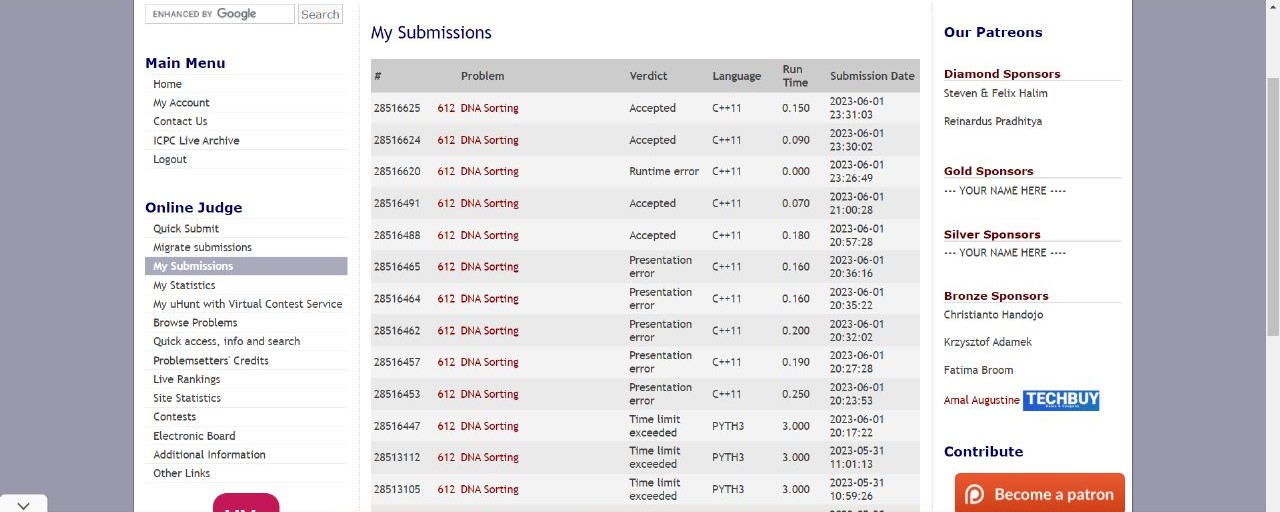 ENHANCED BY Google
Search
Main Menu
Home
My Account
Contact Us
ICPC Live Archive
Logout
Online Judge
Quick Submit
Migrate submissions
My Submissions
My Statistics
My uHunt with Virtual Contest Service
Browse Problems
Quick access, info and search
Problemsetters' Credits
Live Rankings
Site Statistics
Contests
Electronic Board
Additional Information
Other Links
My Submissions
# Problem Verdict Language Run Time Submission Date
28516625 612 DNA Sorting Accepted C++11 0.150 2023-06-01 23:31:03
28516624 612 DNA Sorting Accepted C++11 0.090 2023-06-01 23:30:02
28516620 612 DNA Sorting Runtime error C++11 0.000 2023-06-01 23:26:49
28516491 612 DNA Sorting Accepted C++11 0.070 2023-06-01 21:00:28
28516488 612 DNA Sorting Accepted C++11 0.180 2023-06-01 20:57:28
28516465 612 DNA Sorting Presentation error C++11 0.160 2023-06-01 20:36:16
28516464 612 DNA Sorting Presentation error C++11 0.160 2023-06-01 20:35:22
28516462 612 DNA Sorting Presentation error C++11 0.200 2023-06-01 20:32:02
28516457 612 DNA Sorting Presentation error C++11 0.190 2023-06-01 20:27:28
28516453 612 DNA Sorting Presentation error C++11 0.250 2023-06-01 20:23:53
28516447 612 DNA Sorting Time limit exceeded PYTH3 3.000 2023-06-01 20:17:22
28513112 612 DNA Sorting Time limit exceeded PYTH3 3.000 2023-05-31 11:01:13
28513105 612 DNA Sorting Time limit exceeded PYTH3 3.000 2023-05-31 10:59:26
Our Patreons
Diamond Sponsors
Steven & Felix Halim
Reinardus Pradhitya
Gold Sponsors
--- YOUR NAME HERE ----
Silver Sponsors
--- YOUR NAME HERE ----
Bronze Sponsors
Christianto Handojo
Krzysztof Adamek
Fatima Broom
Amal Augustine TECHBUY
Contribute
Become a patron